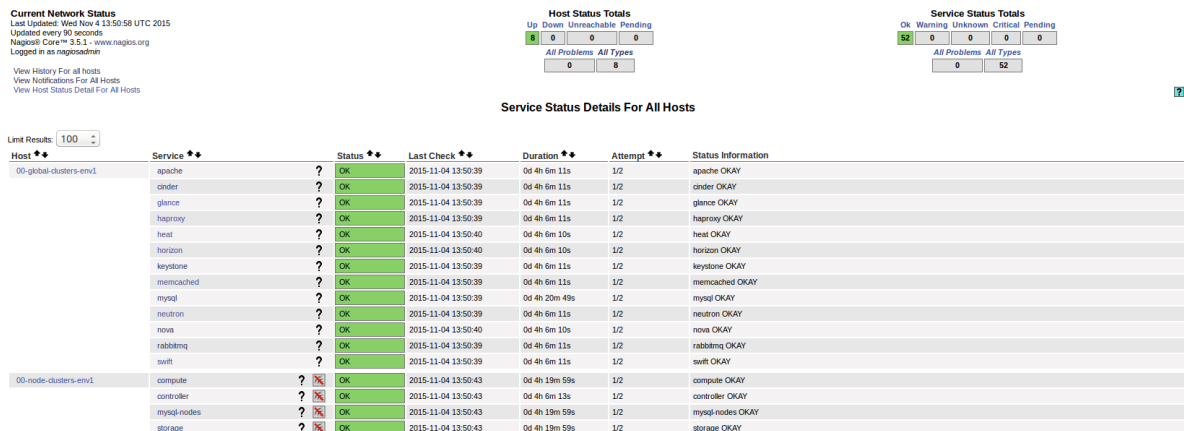 Current Network Status
Last Updated: Wed Nov 4 13:50:58 UTC 2015
Updated every 90 seconds
Nagios® Core™ 3.5.1 - www.nagios.org
Logged in as nagiosadmin
View History For all hosts
View Notifications For All Hosts
View Host Status Detail For All Hosts
Host Status Totals
Up Down Unreachable Pending
8 0 0 0
All Problems All Types
0 8
Service Status Totals
Ok Warning Unknown Critical Pending
52 0 0 0 0
All Problems All Types
0 52
?
Service Status Details For All Hosts
Limit Results: 100
Host Service Status Last Check Duration Attempt Status Information
00-global-clusters-env1 apache ? OK 2015-11-04 13:50:39 0d 4h 6m 11s 1/2 apache OKAY
cinder ? OK 2015-11-04 13:50:39 0d 4h 6m 11s 1/2 cinder OKAY
glance ? OK 2015-11-04 13:50:39 0d 4h 6m 11s 1/2 glance OKAY
haproxy ? OK 2015-11-04 13:50:39 0d 4h 6m 11s 1/2 haproxy OKAY
heat ? OK 2015-11-04 13:50:40 0d 4h 6m 10s 1/2 heat OKAY
horizon ? OK 2015-11-04 13:50:40 0d 4h 6m 10s 1/2 horizon OKAY
keystone ? OK 2015-11-04 13:50:39 0d 4h 6m 11s 1/2 keystone OKAY
memcached ? OK 2015-11-04 13:50:39 0d 4h 6m 11s 1/2 memcached OKAY
mysql ? OK 2015-11-04 13:50:39 0d 4h 20m 49s 1/2 mysql OKAY
neutron ? OK 2015-11-04 13:50:39 0d 4h 6m 11s 1/2 neutron OKAY
nova ? OK 2015-11-04 13:50:40 0d 4h 6m 10s 1/2 nova OKAY
rabbitmq ? OK 2015-11-04 13:50:39 0d 4h 6m 11s 1/2 rabbitmq OKAY
swift ? OK 2015-11-04 13:50:39 0d 4h 6m 11s 1/2 swift OKAY
00-node-clusters-env1 compute ? OK 2015-11-04 13:50:43 0d 4h 19m 59s 1/2 compute OKAY
controller ? OK 2015-11-04 13:50:43 0d 4h 6m 13s 1/2 controller OKAY
mysql-nodes ? OK 2015-11-04 13:50:43 0d 4h 19m 59s 1/2 mysql-nodes OKAY
storage ? OK 2015-11-04 13:50:43 0d 4h 19m 59s 1/2 storage OKAY